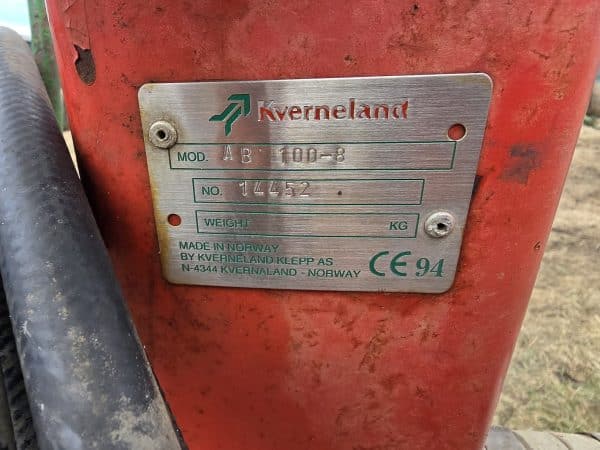 Kverneland
MOD. AB 100-8
NO. 14452
WEIGHT KG
MADE IN NORWAY
BY KVERNELAND KLEPP AS
N-4344 KVERNALAND - NORWAY
CE 94